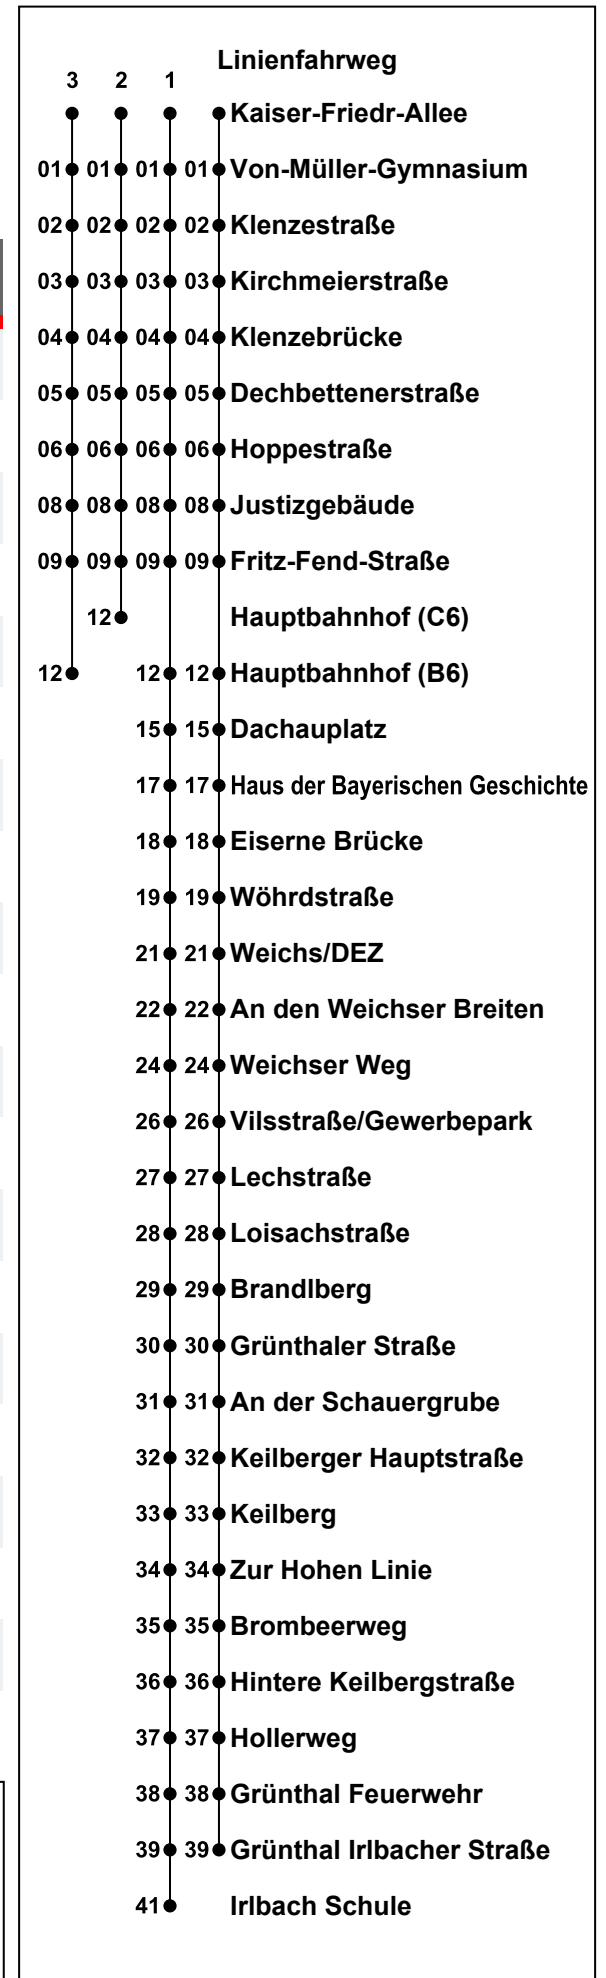 Linienfahrweg
3 2 1
Kaiser-Friedr-Allee
01 01 01 01 Von-Müller-Gymnasium
02 02 02 02 Klenzestraße
03 03 03 03 Kirchmeierstraße
04 04 04 04 Klenzebrücke
05 05 05 05 Dechbettenerstraße
06 06 06 06 Hoppestraße
08 08 08 08 Justizgebäude
09 09 09 09 Fritz-Fend-Straße
12 Hauptbahnhof (C6)
12 12 12 Hauptbahnhof (B6)
15 15 Dachauplatz
17 17 Haus der Bayerischen Geschichte
18 18 Eiserne Brücke
19 19 Wöhrdstraße
21 21 Weichs/DEZ
22 22 An den Weichser Breiten
24 24 Weichser Weg
26 26 Vilsstraße/Gewerbepark
27 27 Lechstraße
28 28 Loisachstraße
29 29 Brandlberg
30 30 Grünthaler Straße
31 31 An der Schauergrube
32 32 Keilberger Hauptstraße
33 33 Keilberg
34 34 Zur Hohen Linie
35 35 Brombeerweg
36 36 Hintere Keilbergstraße
37 37 Hollerweg
38 38 Grünthal Feuerwehr
39 39 Grünthal Irlbacher Straße
41 Irlbach Schule